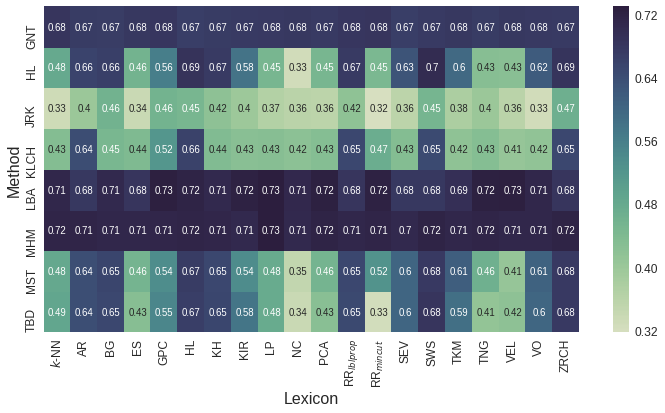 GNT 0.68 0.67 0.67 0.67 0.68 0.67 0.67 0.67 0.67 0.67 0.67 0.68 0.68 0.68 0.68 0.67 0.68 0.68 0.68 0.67
HL 0.48 0.66 0.66 0.46 0.56 0.69 0.67 0.58 0.45 0.33 0.45 0.67 0.45 0.63 0.7 0.6 0.43 0.43 0.62 0.69
JRK 0.33 0.4 0.46 0.34 0.46 0.45 0.42 0.4 0.37 0.36 0.36 0.42 0.32 0.36 0.45 0.38 0.4 0.36 0.33 0.47
KLCH 0.43 0.64 0.45 0.44 0.52 0.66 0.44 0.43 0.43 0.42 0.43 0.65 0.47 0.43 0.65 0.42 0.43 0.41 0.42 0.65
LBA 0.71 0.68 0.71 0.68 0.73 0.72 0.71 0.72 0.73 0.71 0.72 0.68 0.72 0.68 0.68 0.69 0.72 0.73 0.71 0.68
MHM 0.72 0.71 0.71 0.72 0.72 0.72 0.71 0.71 0.73 0.71 0.72 0.71 0.71 0.7 0.72 0.71 0.72 0.71 0.71 0.72
MST 0.48 0.64 0.65 0.46 0.54 0.67 0.65 0.54 0.48 0.35 0.46 0.65 0.52 0.6 0.68 0.61 0.46 0.41 0.61 0.68
TBD 0.49 0.64 0.65 0.43 0.55 0.67 0.65 0.58 0.48 0.34 0.43 0.65 0.33 0.6 0.68 0.59 0.41 0.42 0.6 0.68
Method
k-NN AR BG ES GPC HL KH KIR LP NC PCA RR_lblprop RR_mincut SEV SWS TKM TNG VEL VO ZRCH
Lexicon
0.72
0.64
0.56
0.48
0.40
0.32